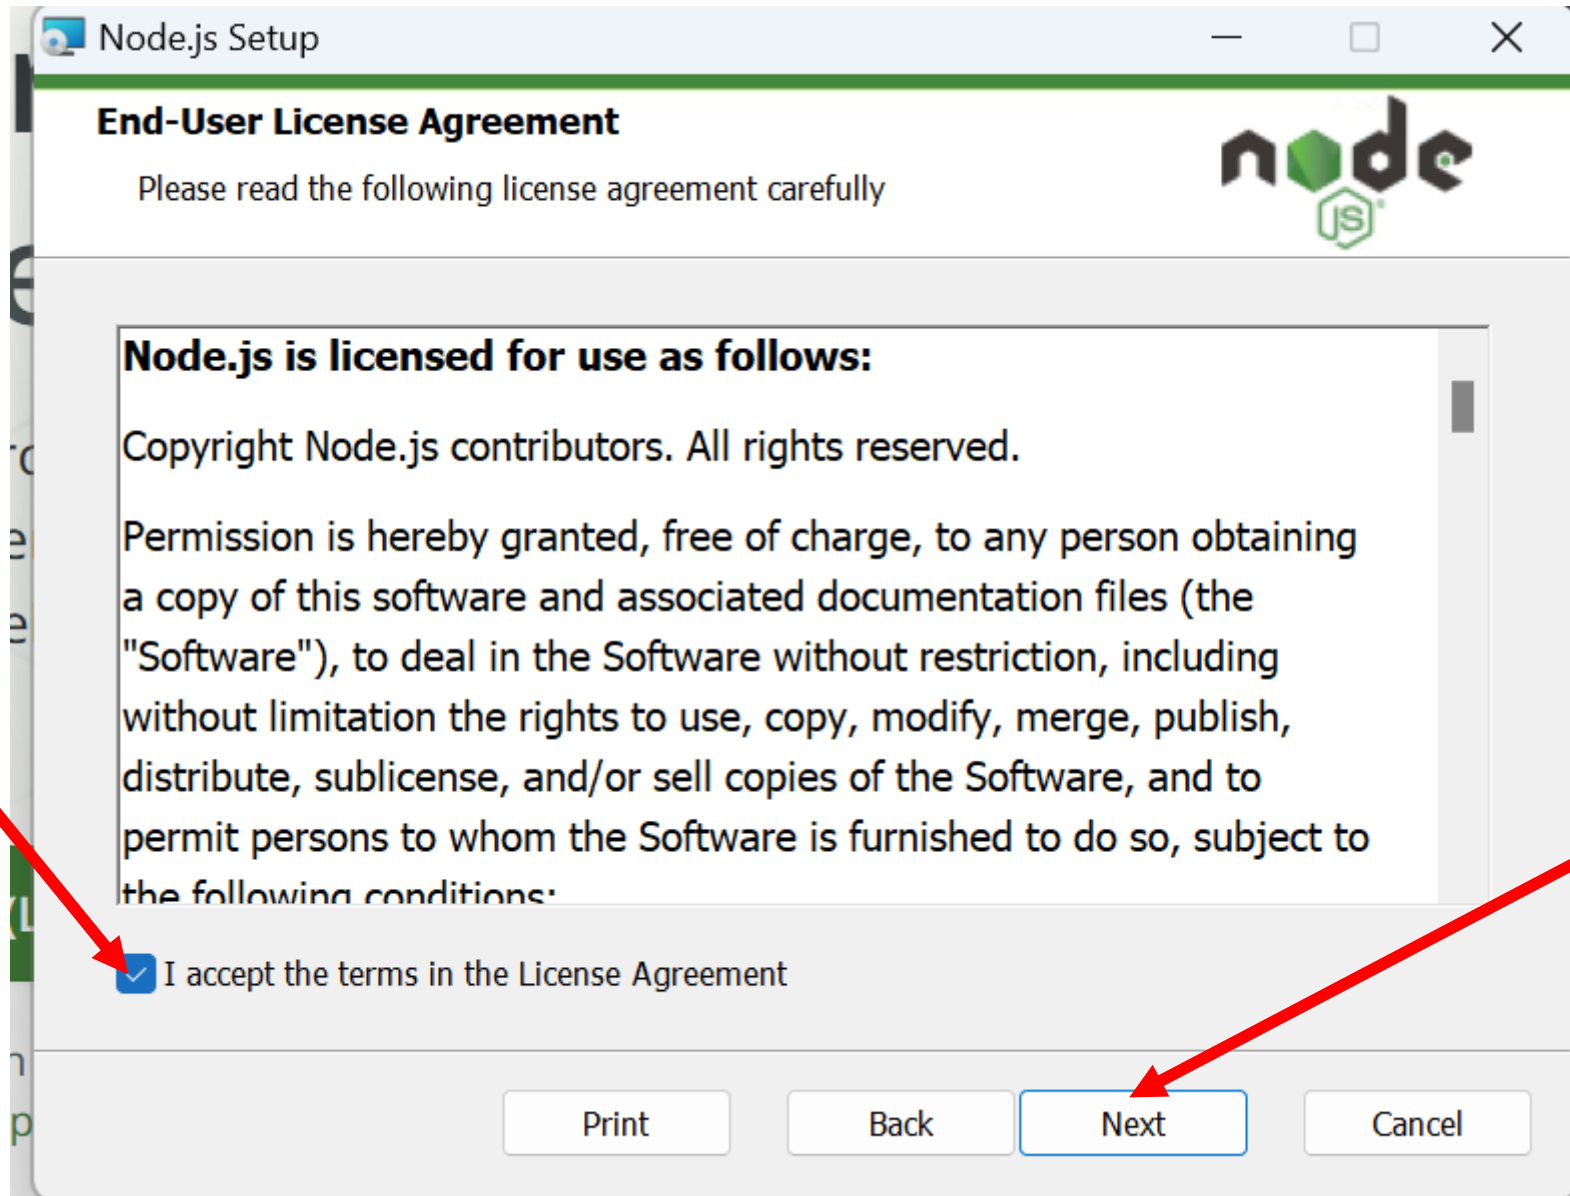 Node.js Setup
End-User License Agreement
Please read the following license agreement carefully
node
JS
Node.js is licensed for use as follows:
Copyright Node.js contributors. All rights reserved.
Permission is hereby granted, free of charge, to any person obtaining
a copy of this software and associated documentation files (the
"Software"), to deal in the Software without restriction, including
without limitation the rights to use, copy, modify, merge, publish,
distribute, sublicense, and/or sell copies of the Software, and to
permit persons to whom the Software is furnished to do so, subject to
the following conditions:
I accept the terms in the License Agreement
Print Back Next Cancel